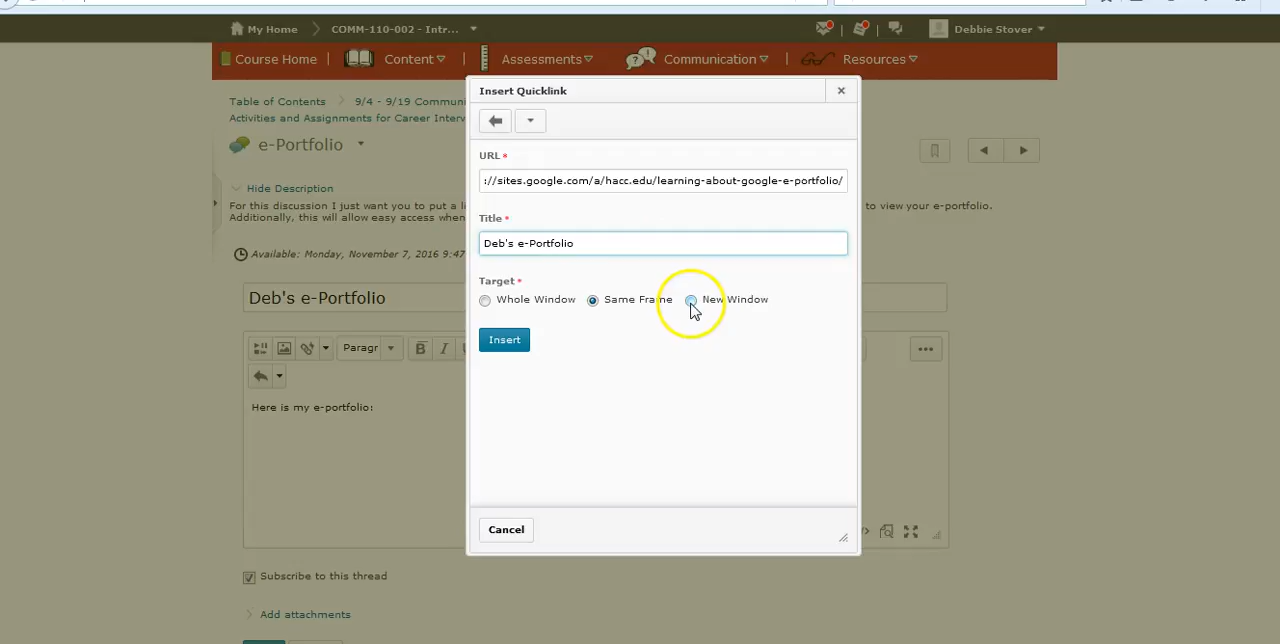 My Home
COMM-110-002 - Intr...
Debbie Stover
Course Home
Content
Assessments
Communication
Resources
Table of Contents
9/4 - 9/19 Communi
Activities and Assignments for Career Interv
e-Portfolio
Hide Description
For this discussion I just want you to put a li
to view your e-portfolio.
Additionally, this will allow easy access when
Available: Monday, November 7, 2016 9:47
Deb's e-Portfolio
Paragr
B
I
Here is my e-portfolio:
Subscribe to this thread
Add attachments
Insert Quicklink
URL *
://sites.google.com/a/hacc.edu/learning-about-google-e-portfolio/
Title *
Deb's e-Portfolio
Target *
Whole Window
Same Frame
New Window
Insert
Cancel